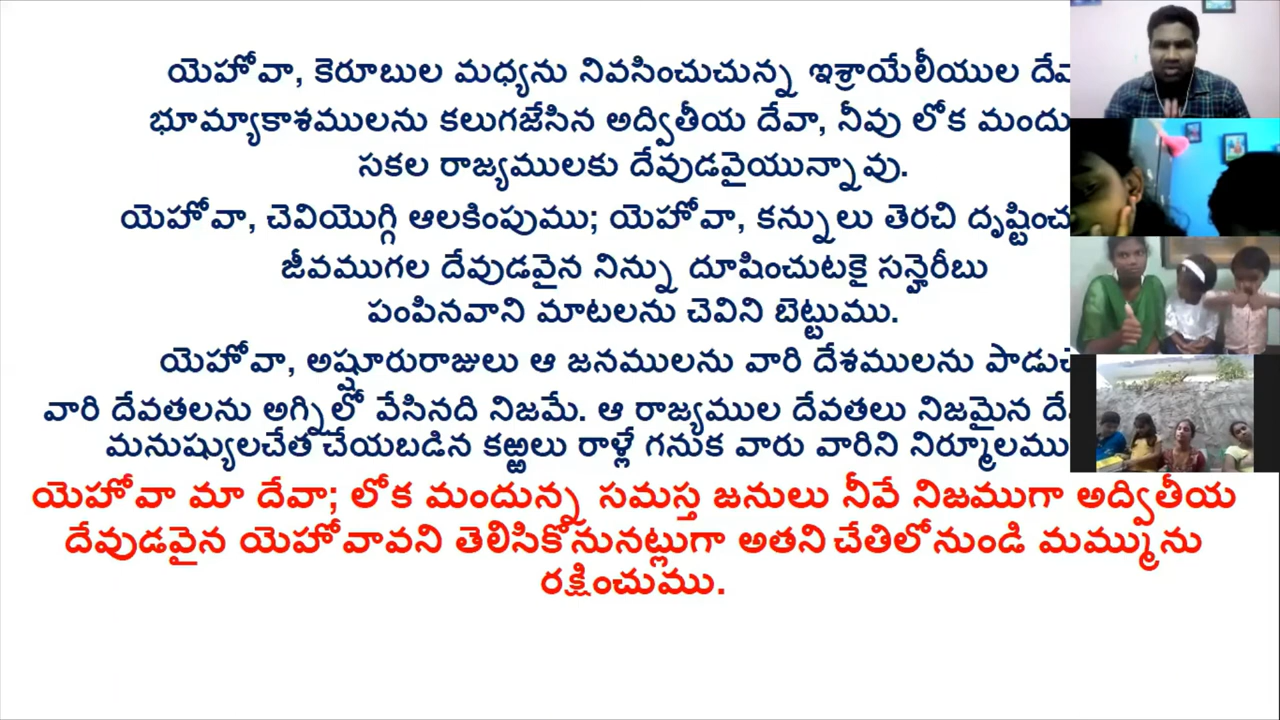 యెహోవా, కెరూబుల మధ్యను నివసించుచున్న ఇశ్రాయేలీయుల
భూమ్యాకాశములను కలుగజేసిన అద్వితీయ దేవా, నీవు లోక
సకల రాజ్యములకు దేవుడవైయున్నావు.
యెహోవా, చెవియొగ్గి ఆలకింపుము; యెహోవా, కన్నులు తెరచి
జీవముగల దేవుడవైన నిన్ను దూషించుటకై సన్హెరీబు
పంపినవాని మాటలను చెవిని బెట్టుము.
యెహోవా, అష్షూరురాజులు ఆ జనములను వారి దేశములను
వారి దేవతలను అగ్నిలో వేసినది నిజమే. ఆ రాజ్యముల దేవతలు నిజమైన
మనుష్యులచేత చేయబడిన కఱ్ఱలు రాళ్లే గనుక వారు వారిని
యెహోవా మా దేవా; లోక మందున్న సమస్త జనులు నీవే నిజముగా అద్వితీయ
దేవుడవైన యెహోవావని తెలిసికోనునట్లుగా అతని చేతిలోనుండి మమ్మును
రక్షించుము.